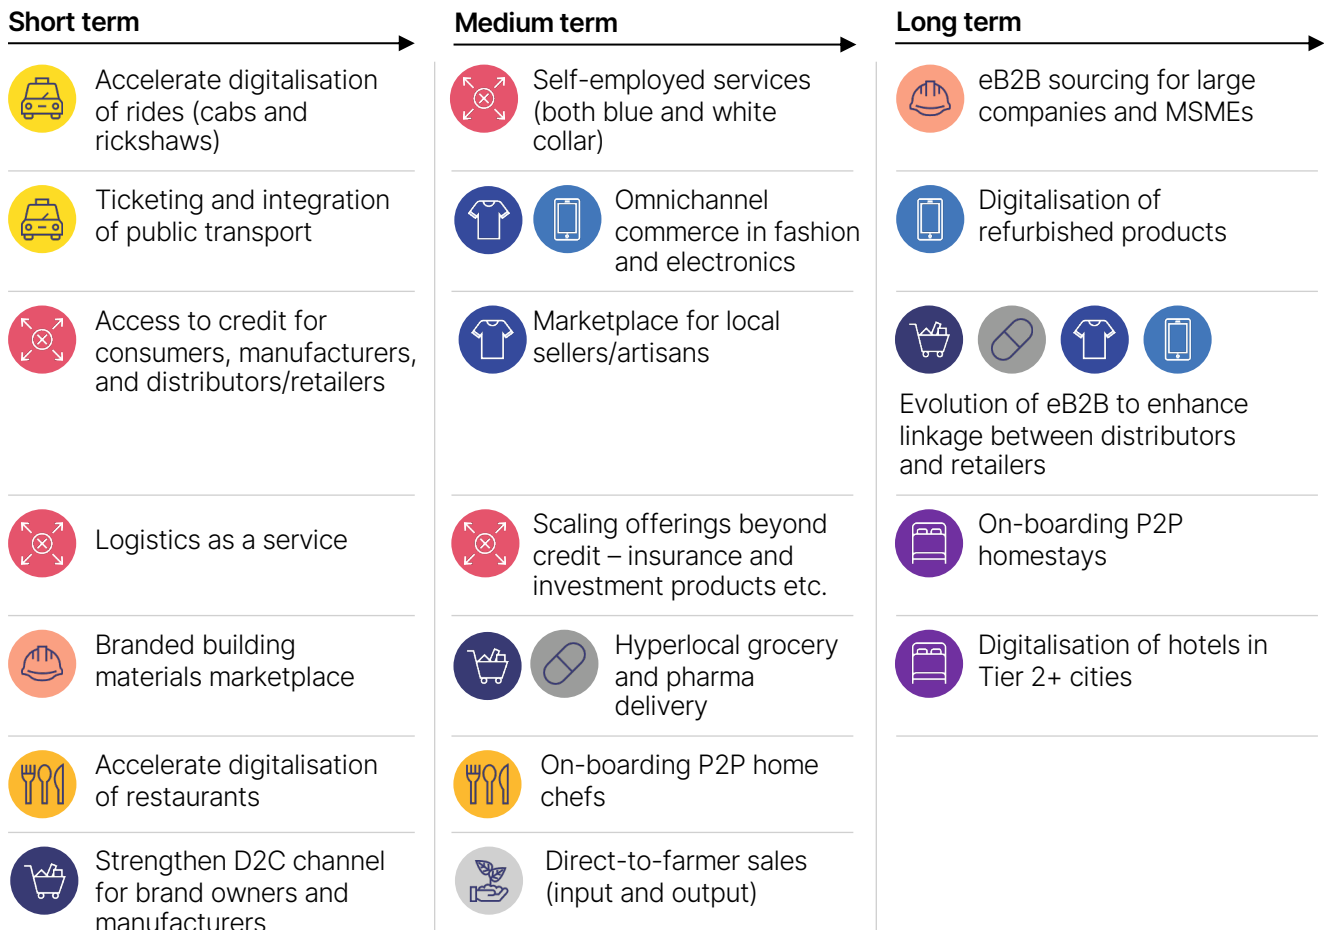 Short term
Accelerate digitalisation
of rides (cabs and
rickshaws)
Ticketing and integration
of public transport
Access to credit for
consumers, manufacturers,
and distributors/retailers
Logistics as a service
Branded building
materials marketplace
Accelerate digitalisation
of restaurants
Strengthen D2C channel
for brand owners and
manufacturers
Medium term
Self-employed services
(both blue and white
collar)
Omnichannel
commerce in fashion
and electronics
Marketplace for local
sellers/artisans
Scaling offerings beyond
credit – insurance and
investment products etc.
Hyperlocal grocery
and pharma
delivery
On-boarding P2P home
chefs
Direct-to-farmer sales
(input and output)
Long term
eB2B sourcing for large
companies and MSMEs
Digitalisation of
refurbished products
Evolution of eB2B to enhance
linkage between distributors
and retailers
On-boarding P2P
homestays
Digitalisation of hotels in
Tier 2+ cities